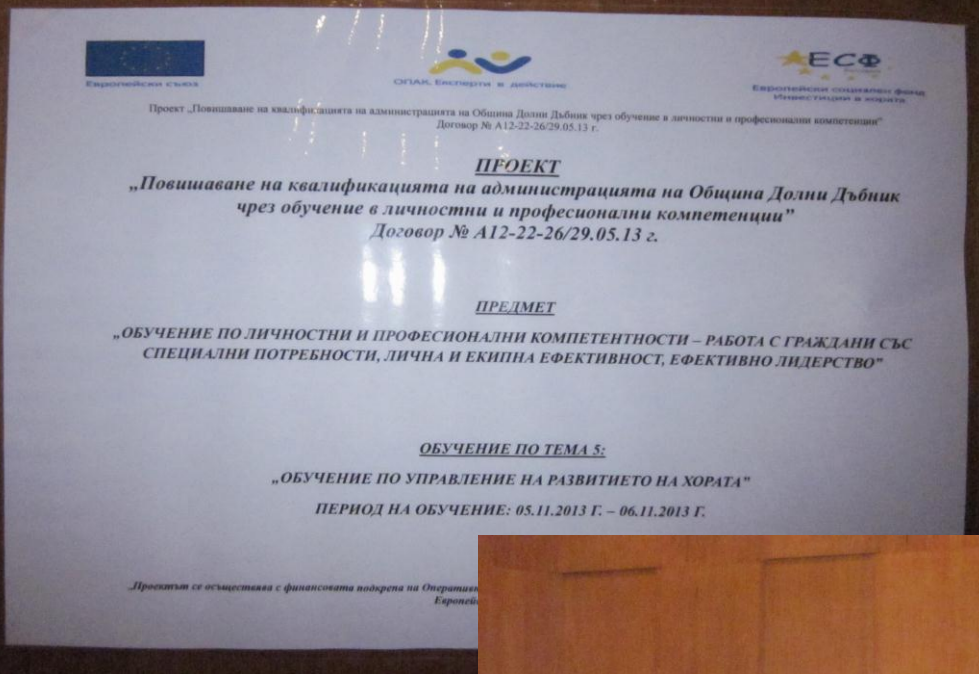 Европейски съюз
ОПАК. Експерти в действие
ЕСФ
Европейски социален фонд
Инвестиции в хората
Проект „Повишаване на квалификацията на администрацията на Община Долни Дъбник чрез обучение в личностни и професионални компетенции”
Договор № А12-22-26/29.05.13 г.
ПРОЕКТ
„Повишаване на квалификацията на администрацията на Община Долни Дъбник
чрез обучение в личностни и професионални компетенции”
Договор № А12-22-26/29.05.13 г.
ПРЕДМЕТ
„ОБУЧЕНИЕ ПО ЛИЧНОСТНИ И ПРОФЕСИОНАЛНИ КОМПЕТЕНТНОСТИ – РАБОТА С ГРАЖДАНИ СЪС
СПЕЦИАЛНИ ПОТРЕБНОСТИ, ЛИЧНА И ЕКИПНА ЕФЕКТИВНОСТ, ЕФЕКТИВНО ЛИДЕРСТВО”
ОБУЧЕНИЕ ПО ТЕМА 5:
„ОБУЧЕНИЕ ПО УПРАВЛЕНИЕ НА РАЗВИТИЕТО НА ХОРАТА”
ПЕРИОД НА ОБУЧЕНИЕ: 05.11.2013 Г. – 06.11.2013 Г.
„Проектът се осъществява с финансовата подкрепа на